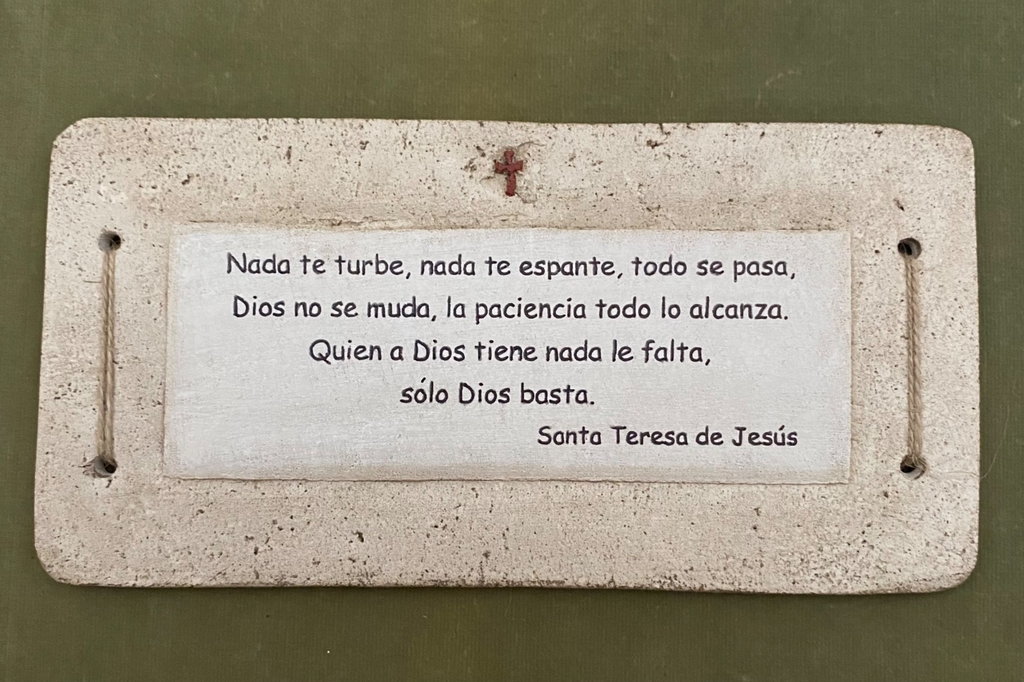 Nada te turbe, nada te espante, todo se pasa,
Dios no se muda, la paciencia todo lo alcanza.
Quien a Dios tiene nada le falta,
sólo Dios basta.
Santa Teresa de Jesús